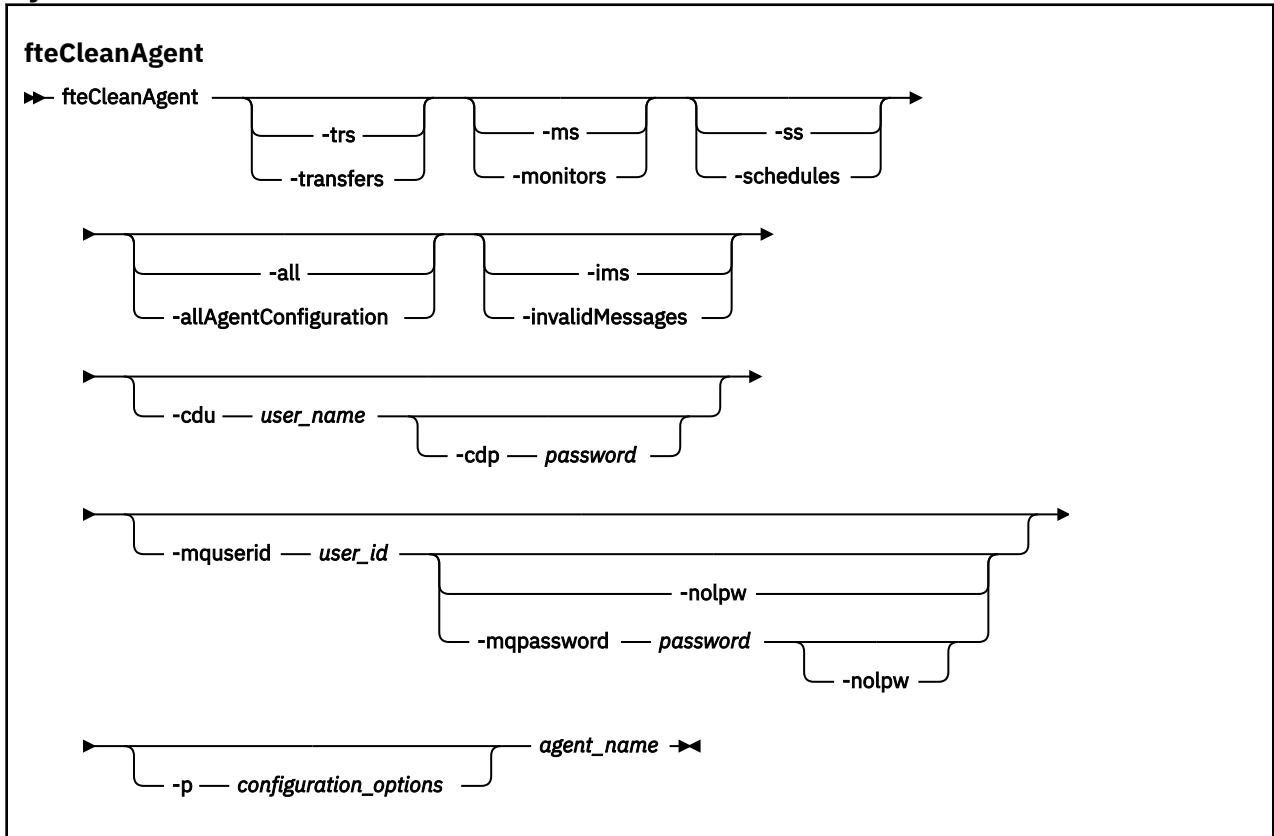 fteCleanAgent
fteCleanAgent
-trs
-transfers
-ms
-monitors
-ss
-schedules
-all
-allAgentConfiguration
-ims
-invalidMessages
-cdu user_name
-cdp password
-mquserid user_id
-nolpw
-mqpassword password
-nolpw
-p configuration_options
agent_name